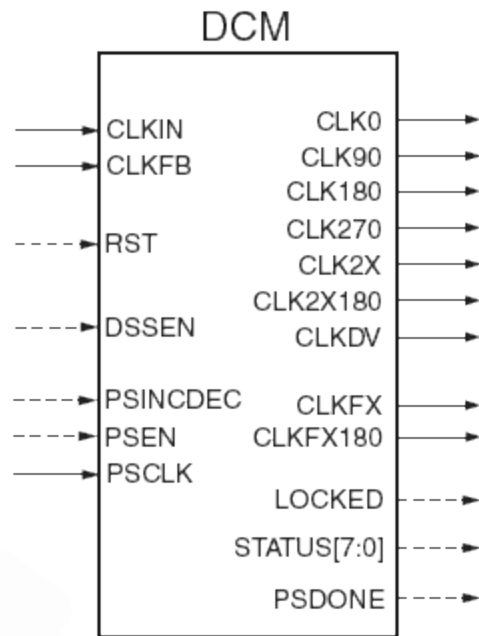 DCM
CLKIN
CLKFB
RST
DSSEN
PSINCDEC
PSEN
PSCLK
CLK0
CLK90
CLK180
CLK270
CLK2X
CLK2X180
CLKDV
CLKFX
CLKFX180
LOCKED
STATUS[7:0]
PSDONE